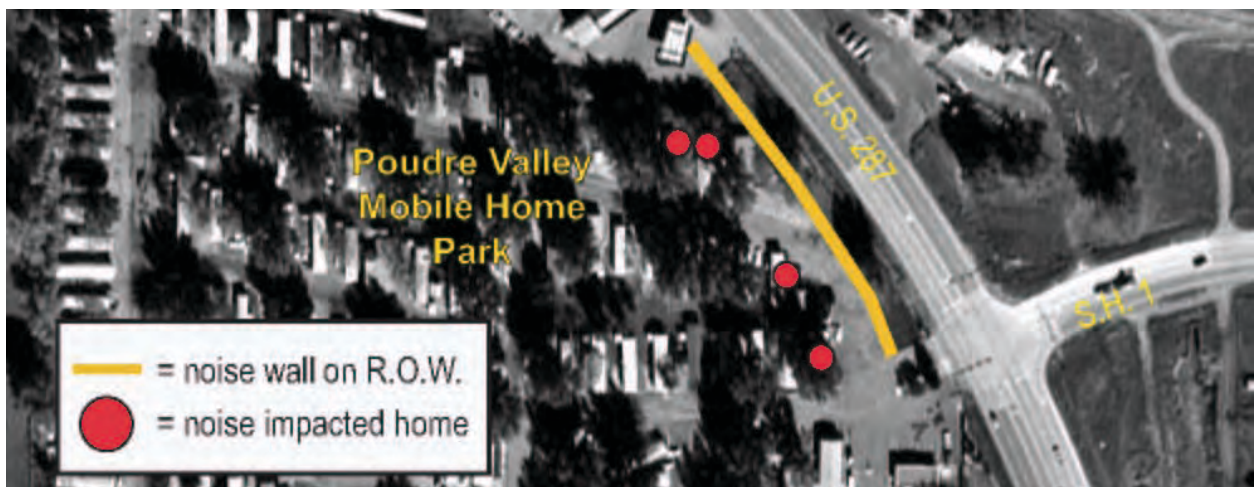 Poudre Valley
Mobile Home
Park
U.S. 287
S.H. 1
= noise wall on R.O.W.
= noise impacted home